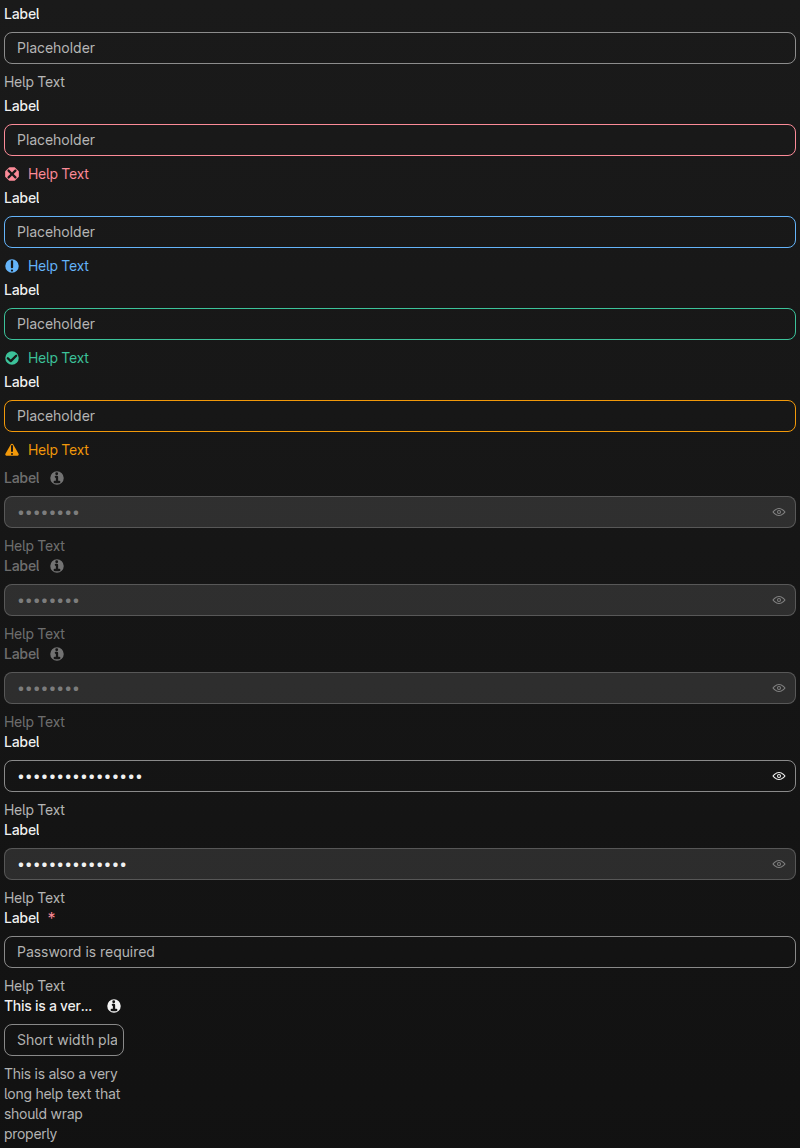 Label
Placeholder
Help Text
Label
Placeholder
Help Text
Label
Placeholder
Help Text
Label
Placeholder
Help Text
Label
Placeholder
Help Text
Label
••••••••
Help Text
Label
••••••••
Help Text
Label
••••••••
Help Text
Label
••••••••••••••••
Help Text
Label
••••••••••••••
Help Text
Label *
Password is required
Help Text
This is a ver...
Short width pla
This is also a very
long help text that
should wrap
properly